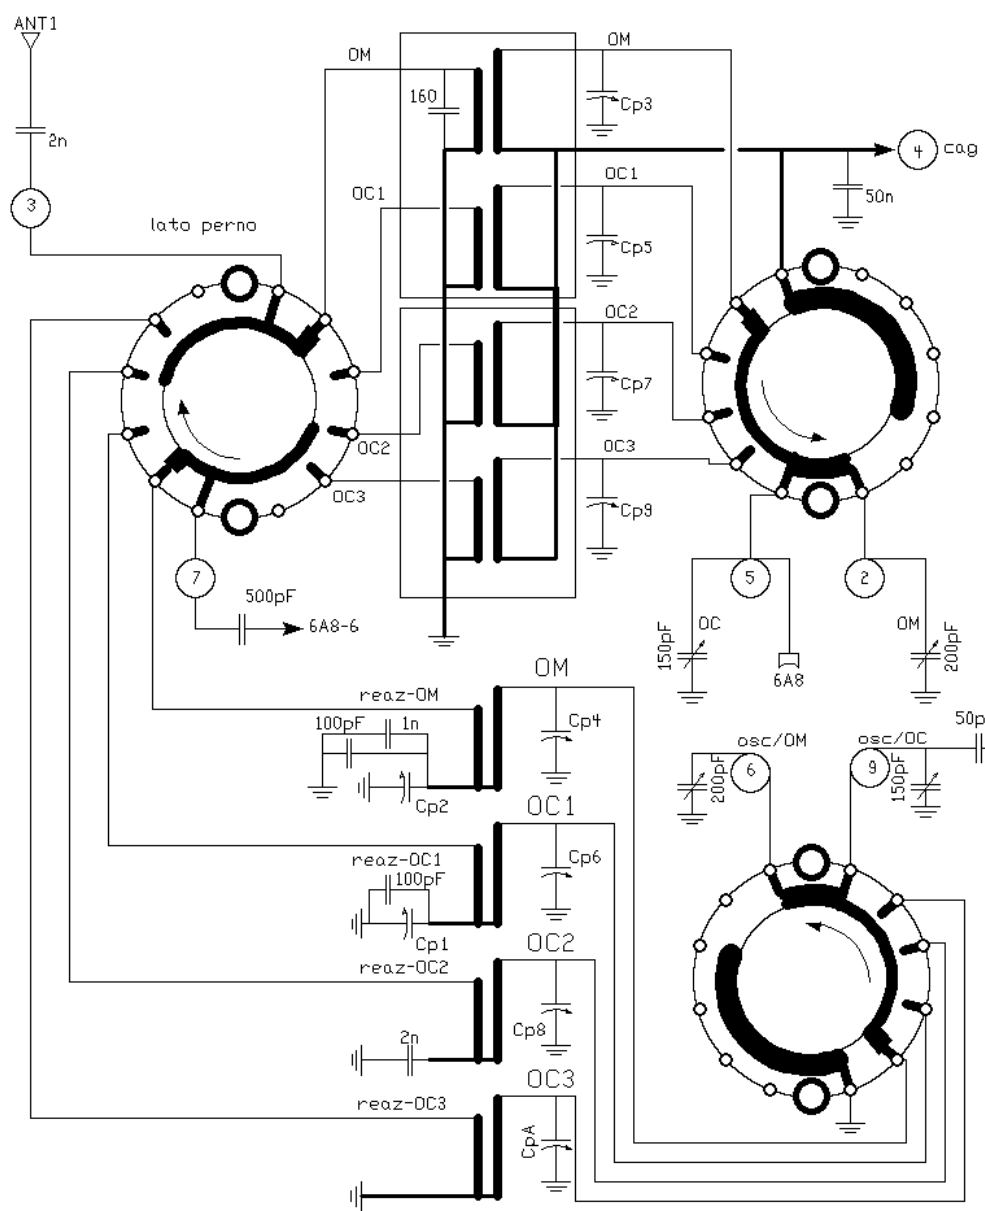 ANT1
OM
OM
160
Cp3
2n
4
cag
OC1
50n
3
OC1
Cp5
lato perno
OC2
Cp7
OC2
OC3
OC3
Cp9
7
5
2
500pF
6A8-6
150pF
OC
OM
200pF
6A8
OM
reaz-OM
100pF
1n
Cp4
50p
osc/OM
osc/OC
6
9
200pF
150pF
Cp2
OC1
reaz-OC1
100pF
Cp6
Cp1
OC2
reaz-OC2
2n
Cp8
OC3
reaz-OC3
CpA